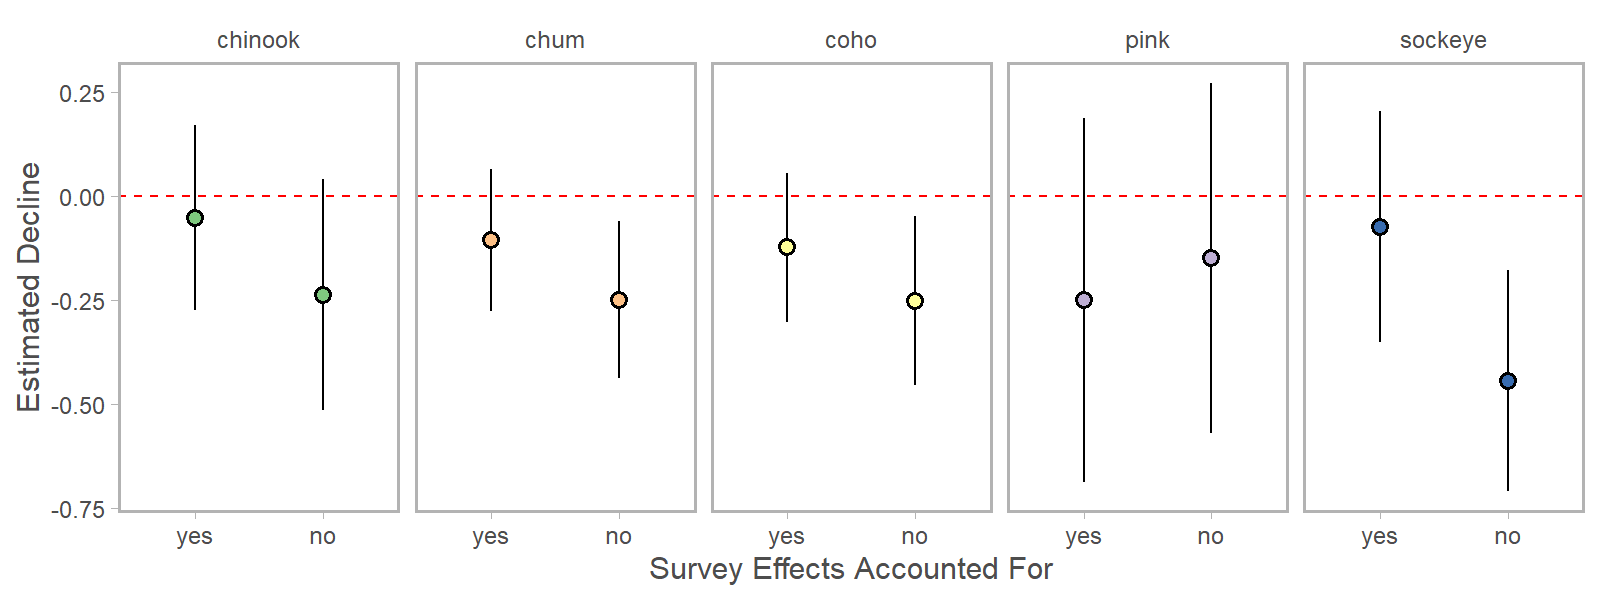 chinook chum coho pink sockeye
0.25
0.00
-0.25
-0.50
-0.75
Estimated Decline
yes no yes no yes no yes no yes no
Survey Effects Accounted For